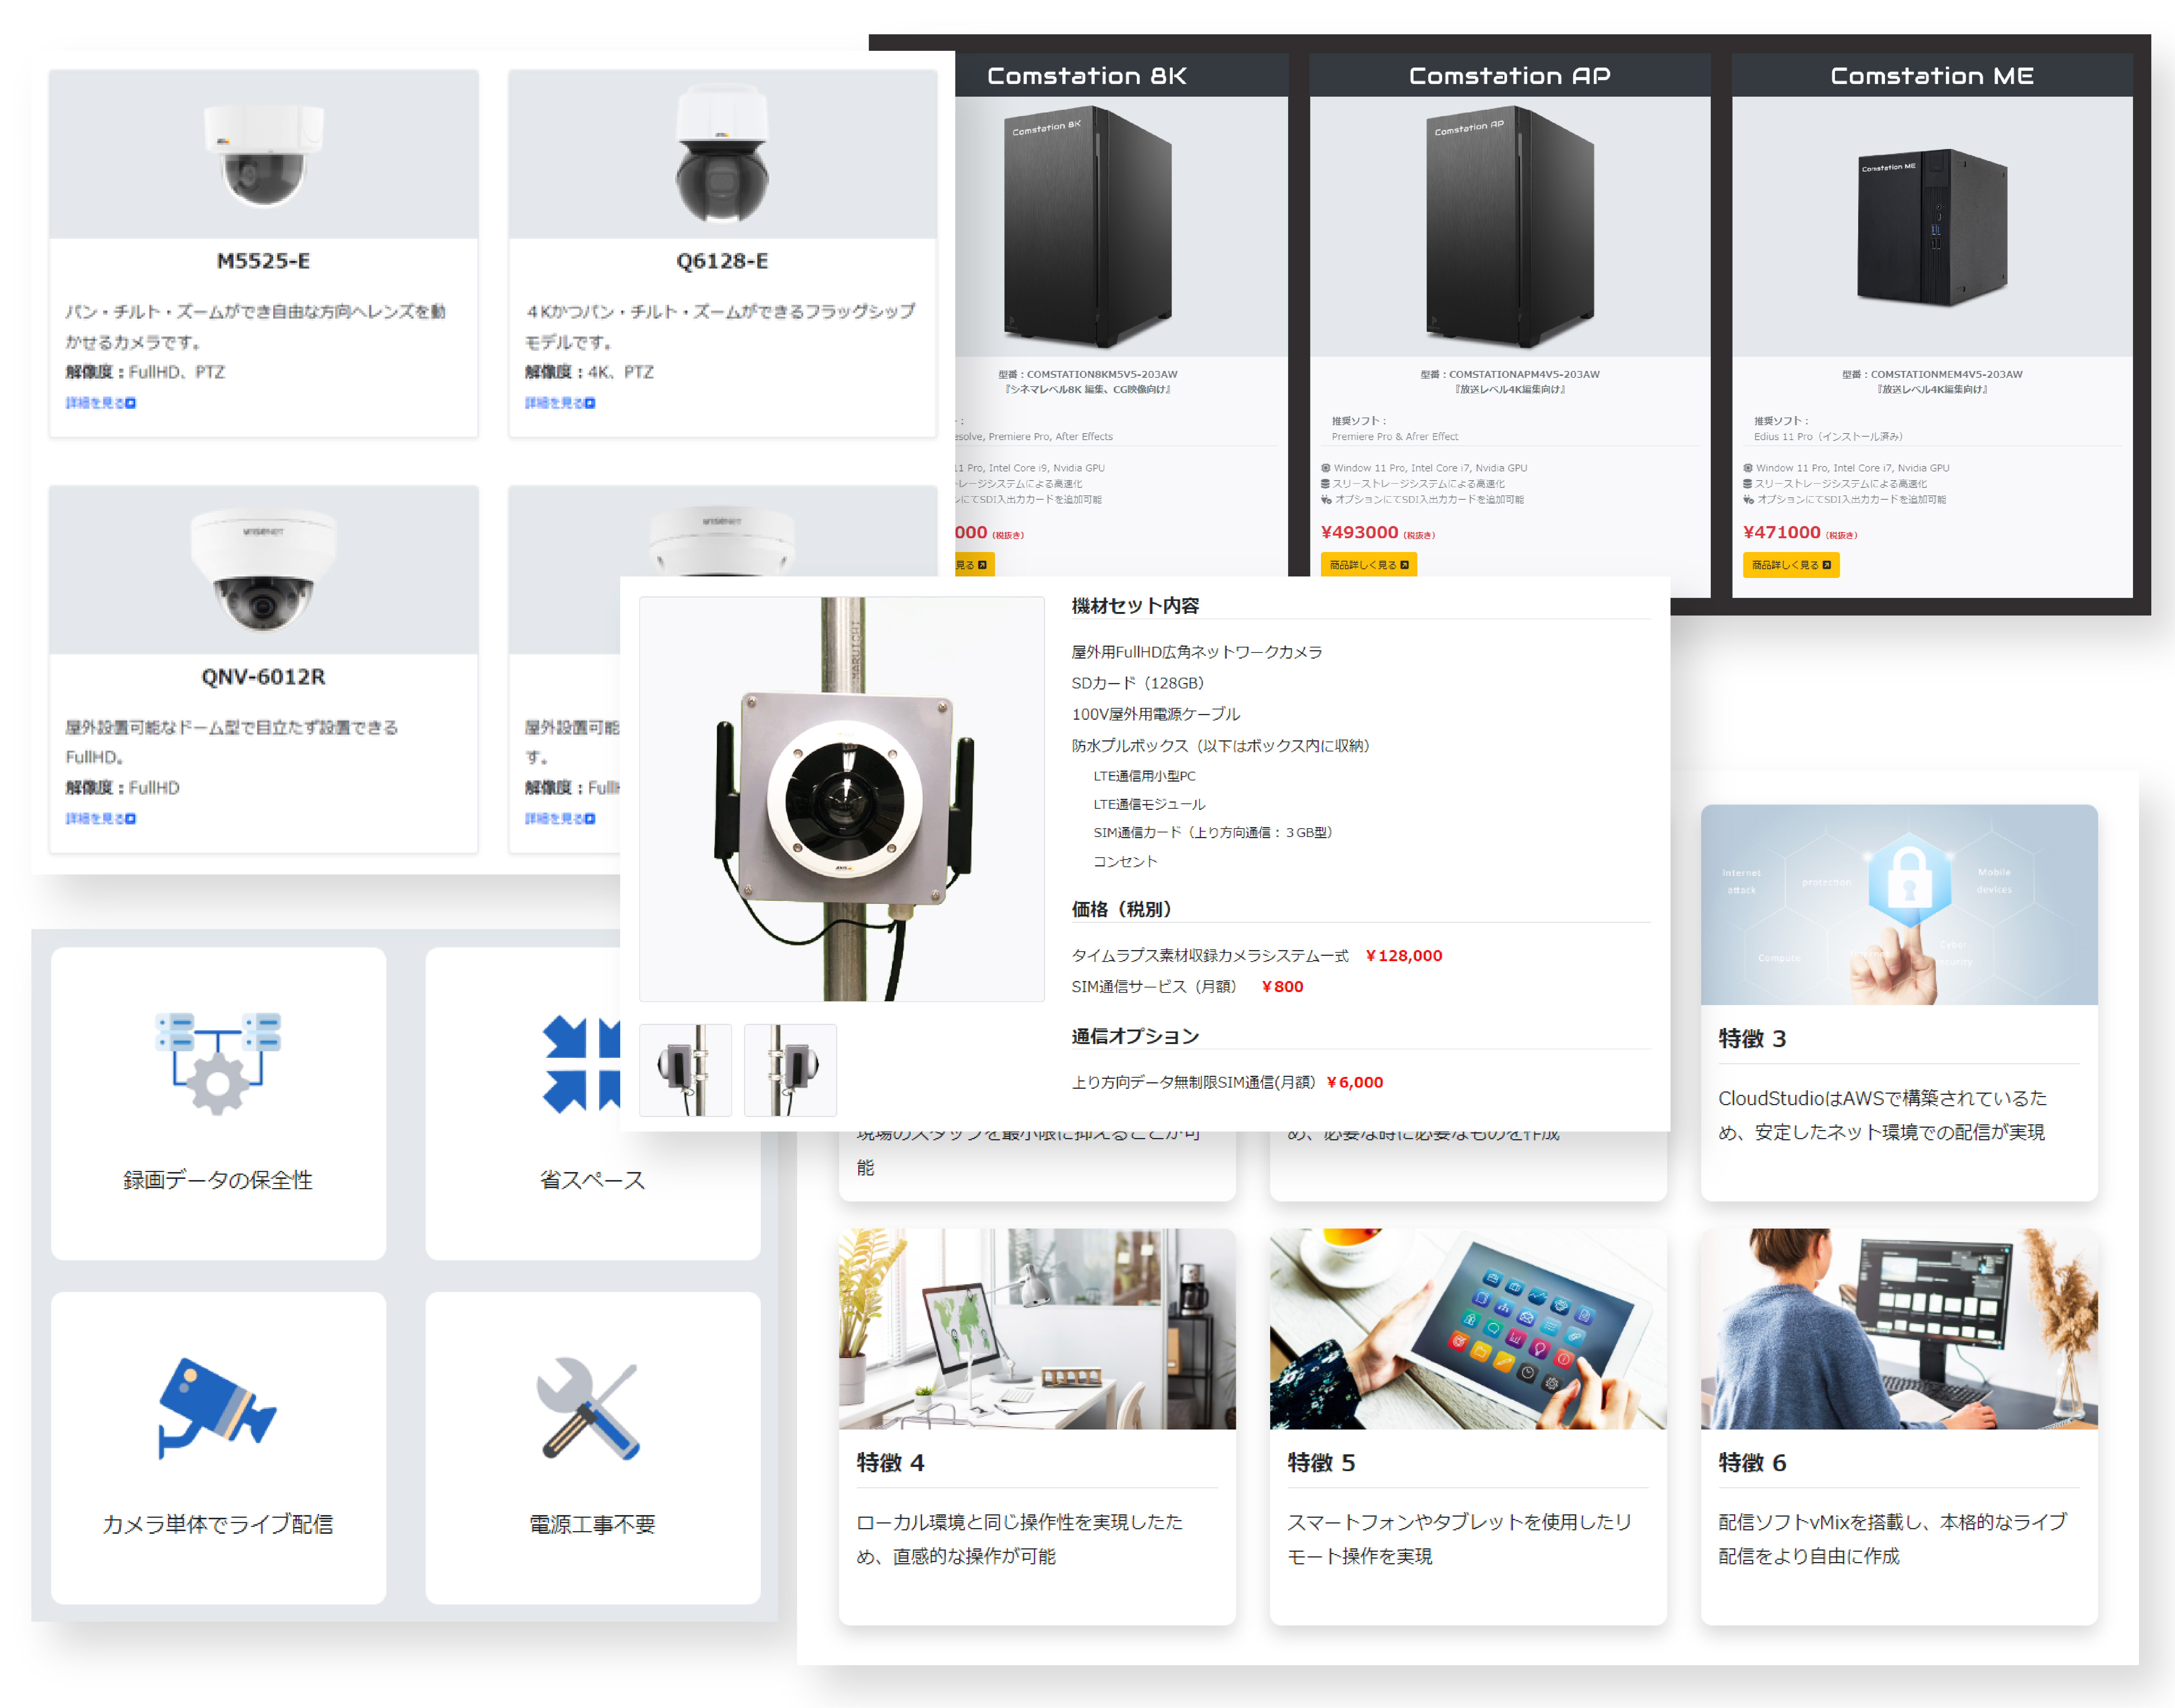 M5525-E
パン・チルト・ズームができ自由な方向へレンズを動
かせるカメラです。
解像度：FullHD、PTZ
詳細を見る
Q6128-E
４Kかつパン・チルト・ズームができるフラッグシップ
モデルです。
解像度：4K、PTZ
詳細を見る
WISENET
QNV-6012R
屋外設置可能なドーム型で目立たず設置できる
FullHD。
解像度：FullHD
詳細を見る
WISENET
屋外設置可能
す。
解像度：Full
詳細を見る
Comstation 8K
Comstation 8K
型番：COMSTATION8KM5V5-203AW
『シネマレベル8K 編集、CG映像向け』
：
esolve, Premiere Pro, After Effects
11 Pro, Intel Core i9, Nvidia GPU
トレージシステムによる高速化
ンにてSDI入出力カードを追加可能
000（税抜き）
見る
Comstation AP
Comstation AP
型番：COMSTATIONAPM4V5-203AW
『放送レベル4K編集向け』
推奨ソフト：
Premiere Pro & Afrer Effect
Window 11 Pro, Intel Core i7, Nvidia GPU
スリーストレージシステムによる高速化
オプションにてSDI入出力カードを追加可能
¥493000（税抜き）
商品詳しく見る
Comstation ME
Comstation ME
型番：COMSTATIONMEM4V5-203AW
『放送レベル4K編集向け』
推奨ソフト：
Edius 11 Pro（インストール済み）
Window 11 Pro, Intel Core i7, Nvidia GPU
スリーストレージシステムによる高速化
オプションにてSDI入出力カードを追加可能
¥471000（税抜き）
商品詳しく見る
MARUICHI
AXIS
機材セット内容
屋外用FullHD広角ネットワークカメラ
SDカード（128GB）
100V屋外用電源ケーブル
防水プルボックス（以下はボックス内に収納）
LTE通信用小型PC
LTE通信モジュール
SIM通信カード（上り方向通信：３GB型）
コンセント
価格（税別）
タイムラプス素材収録カメラシステム一式　￥128,000
SIM通信サービス（月額）　￥800
通信オプション
上り方向データ無制限SIM通信(月額）￥6,000
録画データの保全性
省スペース
カメラ単体でライブ配信
電源工事不要
現場のスタッフを最小限に抑えることが可
能
め、必要な時に必要なものを作成
Internet
attack
protection
Mobile
devices
Compute
Cyber
security
特徴 3
CloudStudioはAWSで構築されているた
め、安定したネット環境での配信が実現
特徴 4
ローカル環境と同じ操作性を実現したた
め、直感的な操作が可能
特徴 5
スマートフォンやタブレットを使用したリ
モート操作を実現
特徴 6
配信ソフトvMixを搭載し、本格的なライブ
配信をより自由に作成